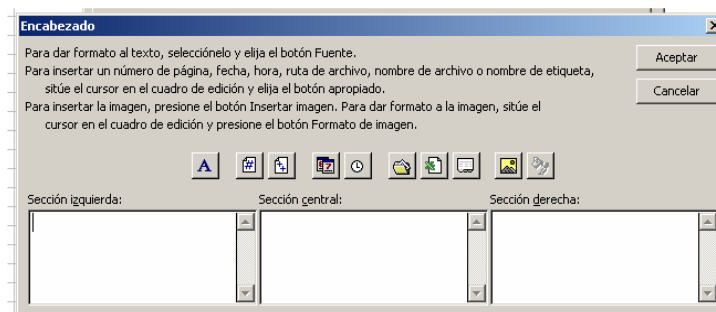 Encabezado
Para dar formato al texto, selecciónelo y elija el botón Fuente.
Para insertar un número de página, fecha, hora, ruta de archivo, nombre de archivo o nombre de etiqueta,
sitúe el cursor en el cuadro de edición y elija el botón apropiado.
Para insertar la imagen, presione el botón Insertar imagen. Para dar formato a la imagen, sitúe el
cursor en el cuadro de edición y presione el botón Formato de imagen.
Aceptar
Cancelar
A
Sección izquierda:
Sección central:
Sección derecha: